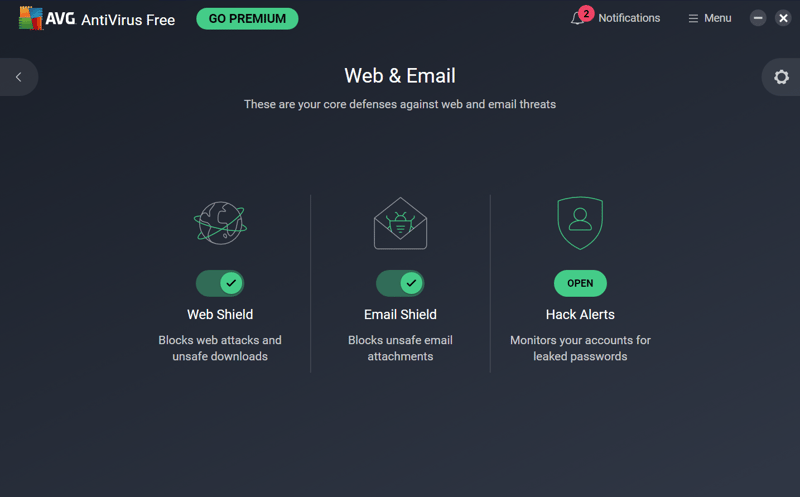 AVG AntiVirus Free
GO PREMIUM
2
Notifications
Menu
Web & Email
These are your core defenses against web and email threats
Web Shield
Blocks web attacks and
unsafe downloads
Email Shield
Blocks unsafe email
attachments
OPEN
Hack Alerts
Monitors your accounts for
leaked passwords